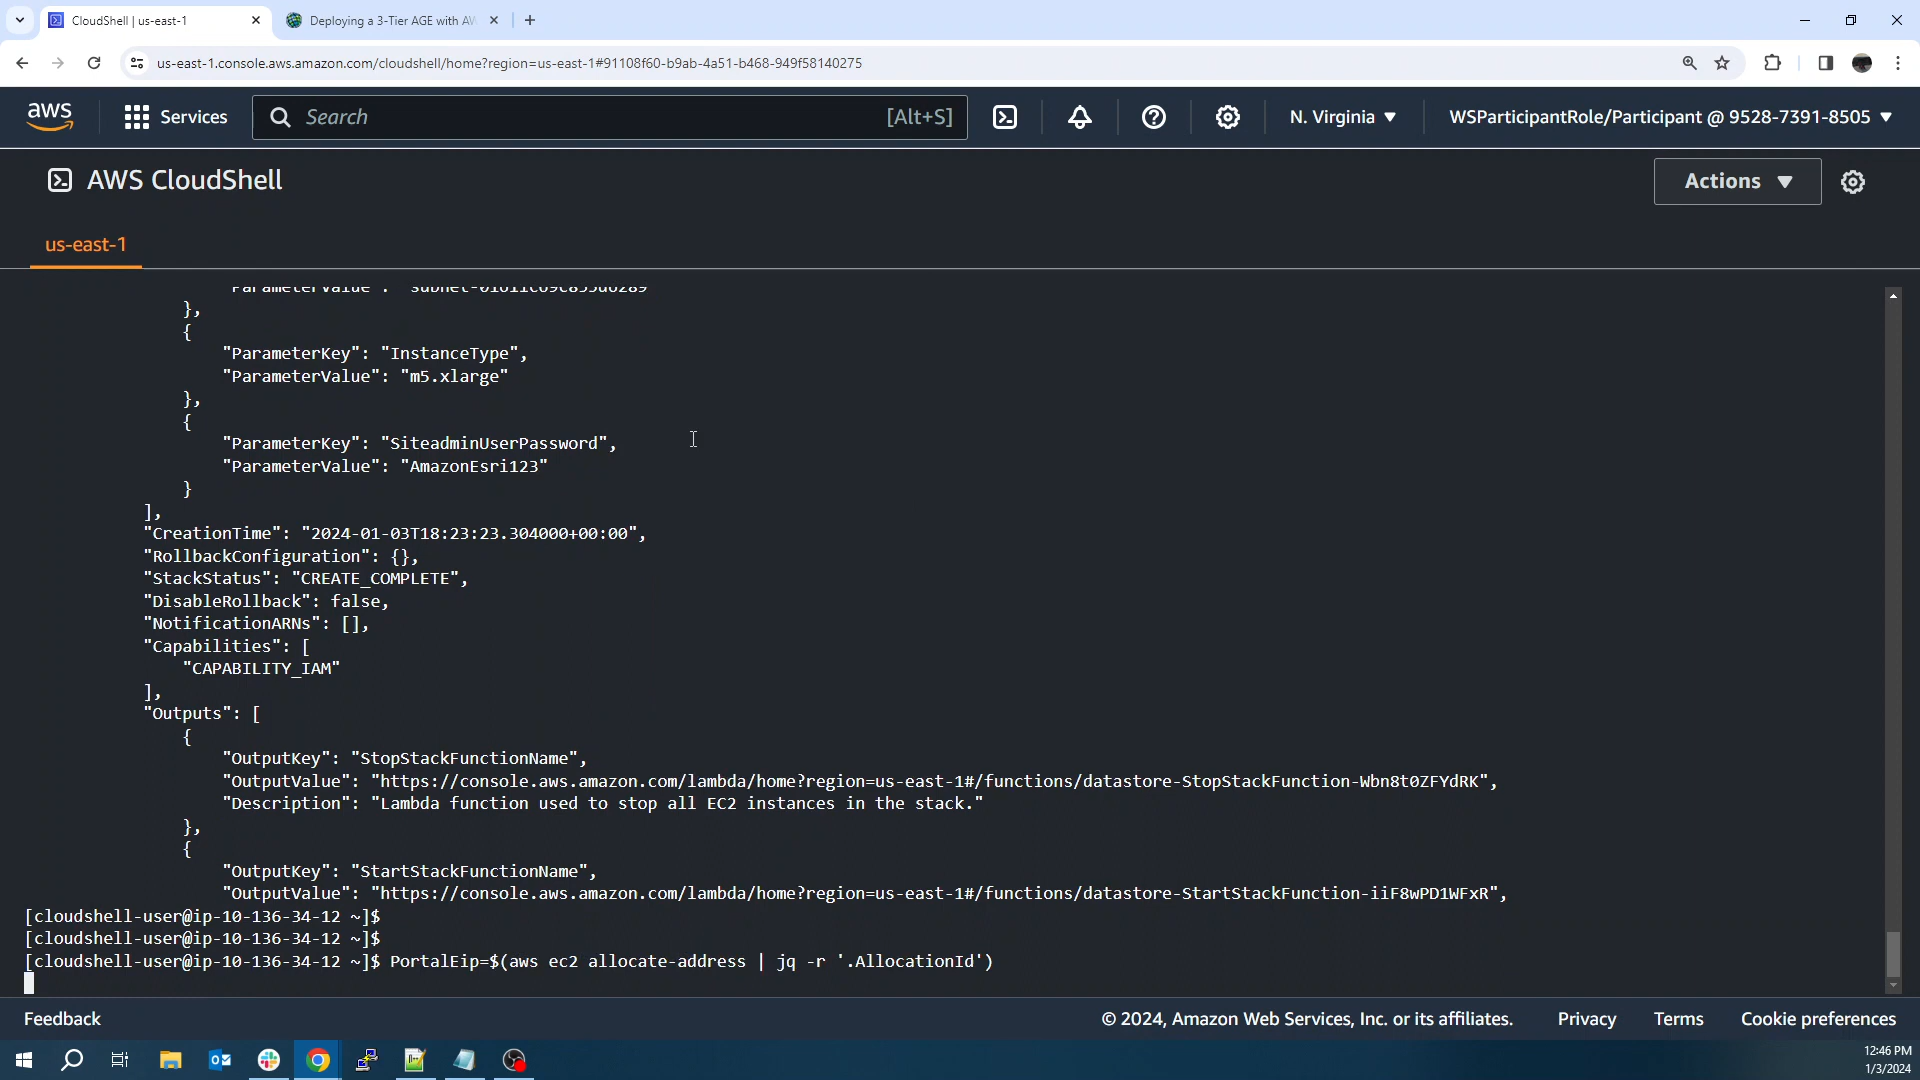 CloudShell | us-east-1
Deploying a 3-Tier AGE with AW
us-east-1.console.aws.amazon.com/cloudshell/home?region=us-east-1#91108f60-b9ab-4a51-b468-949f58140275
aws
Services
Search
[Alt+S]
N. Virginia
WSParticipantRole/Participant @ 9528-7391-8505
AWS CloudShell
Actions
us-east-1
"ParameterValue":
},
{
"ParameterKey": "InstanceType",
"ParameterValue": "m5.xlarge"
},
{
"ParameterKey": "SiteadminUserPassword",
"ParameterValue": "AmazonEsri123"
}
],
"CreationTime": "2024-01-03T18:23:23.304000+00:00",
"RollbackConfiguration": {},
"StackStatus": "CREATE_COMPLETE",
"DisableRollback": false,
"NotificationARNs": [],
"Capabilities": [
"CAPABILITY_IAM"
],
"Outputs": [
{
"OutputKey": "StopStackFunctionName",
"OutputValue": "https://console.aws.amazon.com/lambda/home?region=us-east-1#/functions/datastore-StopStackFunction-Wbn8t0ZFYdRK",
"Description": "Lambda function used to stop all EC2 instances in the stack."
},
{
"OutputKey": "StartStackFunctionName",
"OutputValue": "https://console.aws.amazon.com/lambda/home?region=us-east-1#/functions/datastore-StartStackFunction-iiF8wPD1WFxR",
[cloudshell-user@ip-10-136-34-12 ~]$
[cloudshell-user@ip-10-136-34-12 ~]$
[cloudshell-user@ip-10-136-34-12 ~]$ PortalEip=$(aws ec2 allocate-address | jq -r '.AllocationId')
Feedback
© 2024, Amazon Web Services, Inc. or its affiliates.
Privacy
Terms
Cookie preferences
12:46 PM
1/3/2024